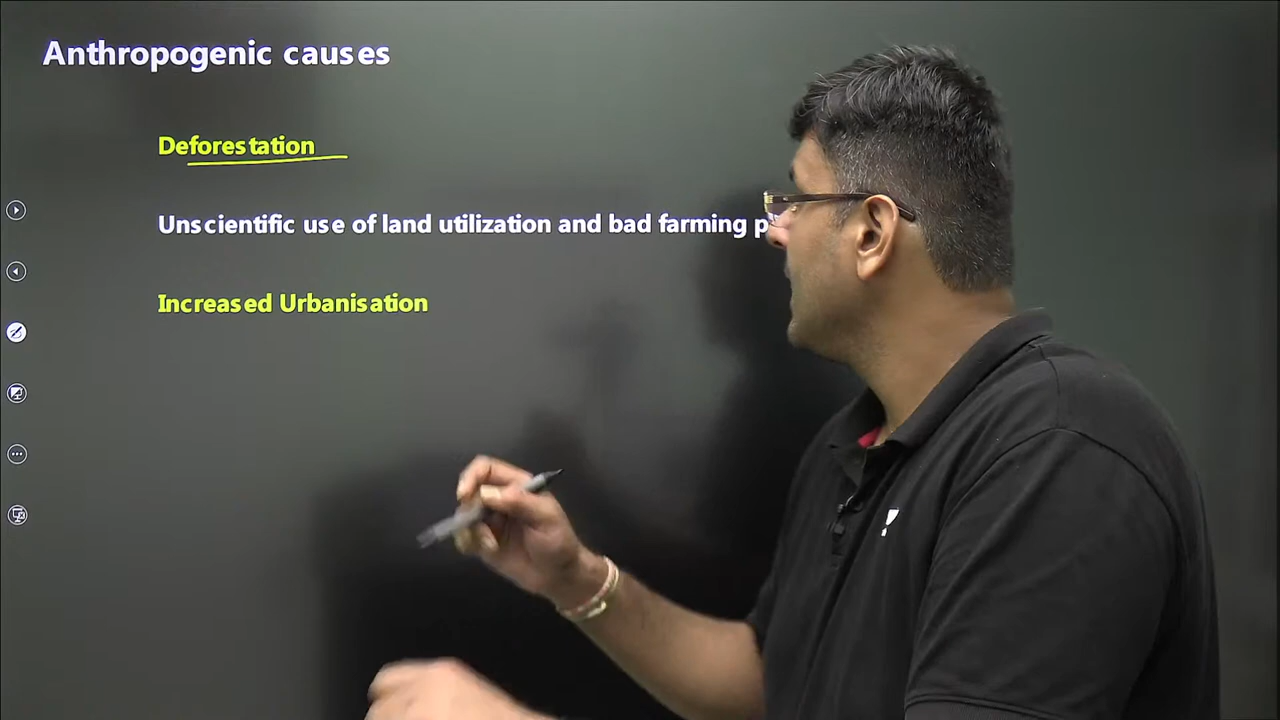 Anthropogenic causes
Deforestation
Unscientific use of land utilization and bad farming
Increased Urbanisation